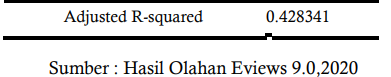 Adjusted R-squared 0.428341
Sumber : Hasil Olahan Eviews 9.0,2020